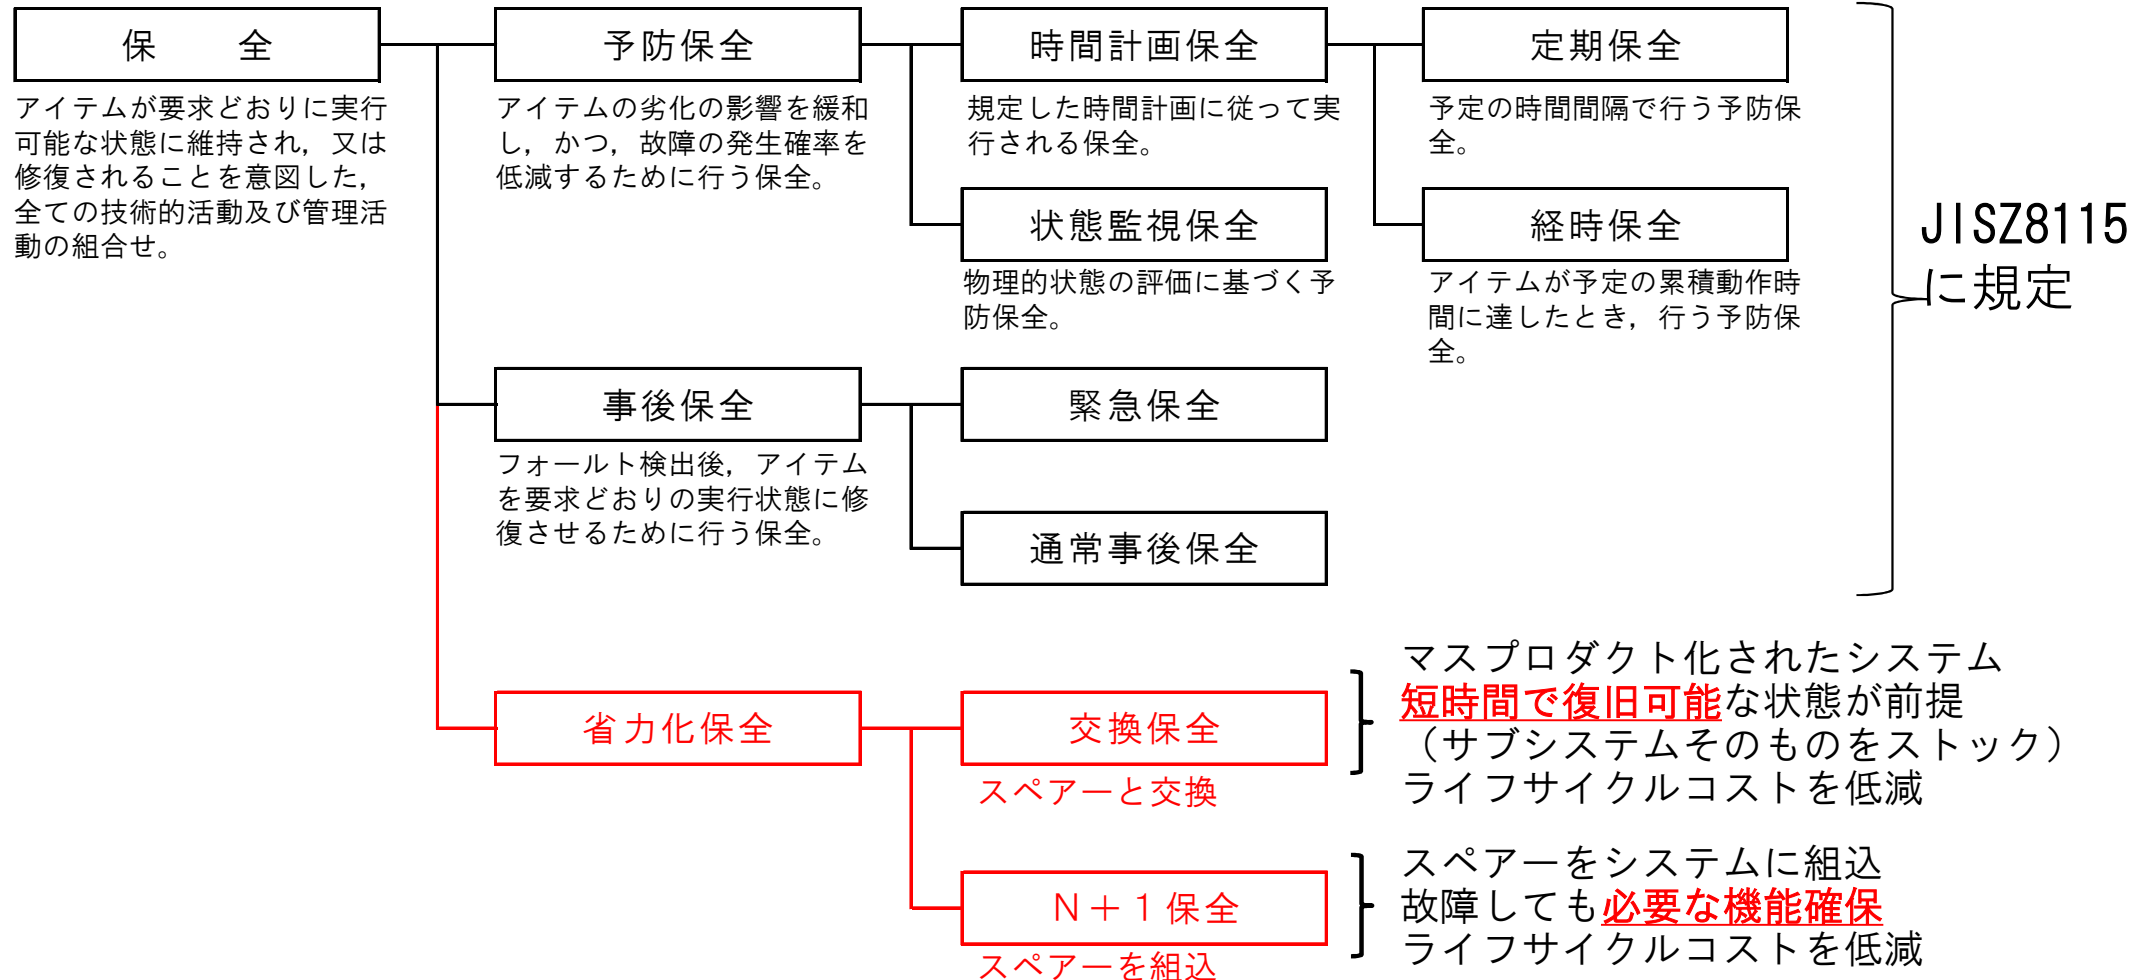 保　　全
アイテムが要求どおりに実行
可能な状態に維持され，又は
修復されることを意図した，
全ての技術的活動及び管理活
動の組合せ。
予防保全
アイテムの劣化の影響を緩和
し，かつ，故障の発生確率を
低減するために行う保全。
時間計画保全
規定した時間計画に従って実
行される保全。
定期保全
予定の時間間隔で行う予防保
全。
状態監視保全
物理的状態の評価に基づく予
防保全。
経時保全
アイテムが予定の累積動作時
間に達したとき，行う予防保
全。
JISZ8115
に規定
事後保全
フォールト検出後，アイテム
を要求どおりの実行状態に修
復させるために行う保全。
緊急保全
通常事後保全
省力化保全
交換保全
スペアーと交換
マスプロダクト化されたシステム
短時間で復旧可能な状態が前提
（サブシステムそのものをストック）
ライフサイクルコストを低減
Ｎ＋１保全
スペアーを組込
スペアーをシステムに組込
故障しても必要な機能確保
ライフサイクルコストを低減